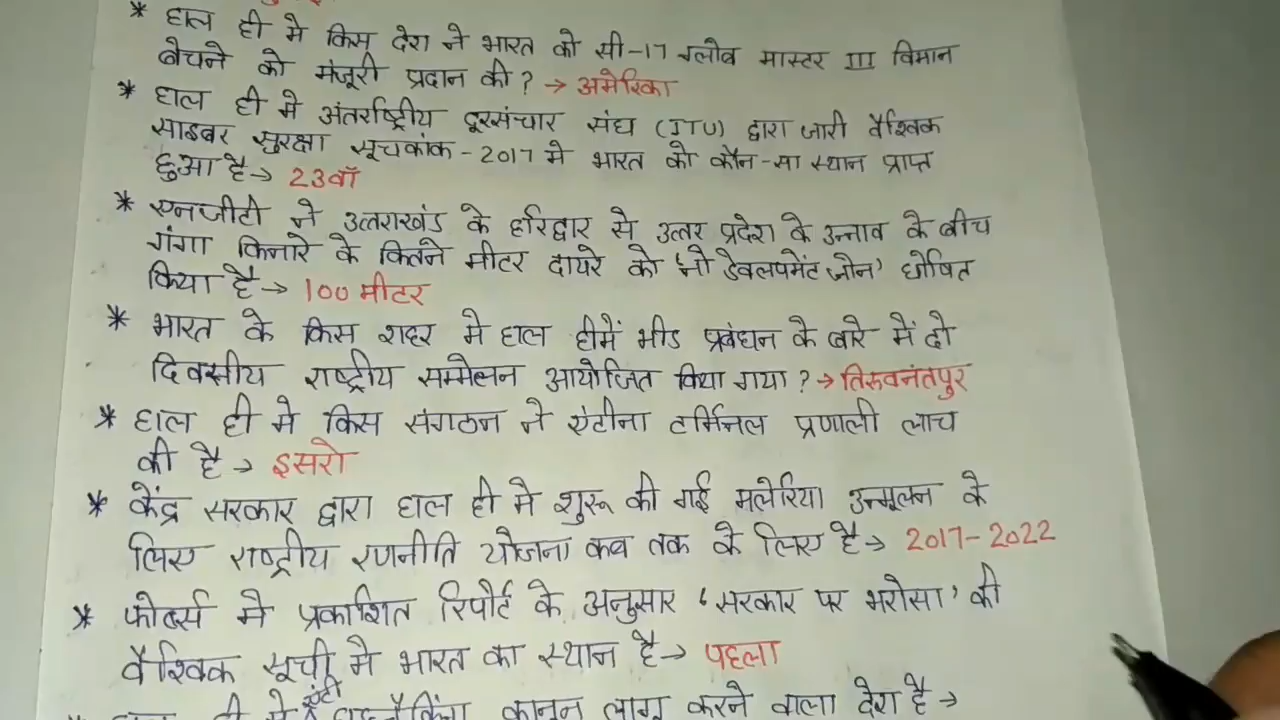 * हाल ही मे किस देश ने भारत को सी-17 ग्लोब मास्टर III विमान
बेचने को मंजूरी प्रदान की? → अमेरिका
* हाल ही मे अंतर्राष्ट्रीय दूरसंचार संघ (ITU) द्वारा जारी वैश्विक
साइबर सुरक्षा सूचकांक-2017 मे भारत को कौन-सा स्थान प्राप्त
हुआ है→ 23वॉ
* एनजीटी ने उत्तराखंड के हरिद्वार से उत्तर प्रदेश के उन्नाव के बीच
गंगा किनारे के कितने मीटर दायरे को 'नो डेवलपमेंट जोन' घोषित
किया है→ 100 मीटर
* भारत के किस शहर मे हाल हीमें भीड प्रबंधन के बारे में दो
दिवसीय राष्ट्रीय सम्मेलन आयोजित किया गया? → तिरुवनंतपुर
* हाल ही मे किस संगठन ने एंटीना टर्मिनल प्रणाली लाच
की है → इसरो
* केंद्र सरकार द्वारा हाल ही मे शुरू की गई मलेरिया उन्मूलन के
लिए राष्ट्रीय रणनीति योजना कब तक के लिए है→ 2017-2022
* फोर्ब्स मे प्रकाशित रिपोर्ट के अनुसार 'सरकार पर भरोसा' की
वैश्विक सूची मे भारत का स्थान है→ पहला
* हाल ही मे एंटी कानून लागू करने वाला देश है →